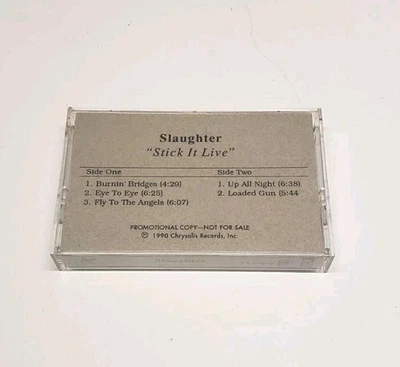 Slaughter
"Stick It Live"
Side One Side Two
1. Burnin' Bridges (4:29) 1. Up All Night (6:38)
2. Eye To Eye (6:25) 2. Loaded Gun (5:44
3. Fly To The Angels (6:07)
PROMOTIONAL COPY—NOT FOR SALE
℗ 1990 Chrysalis Records, Inc.
Slaughter